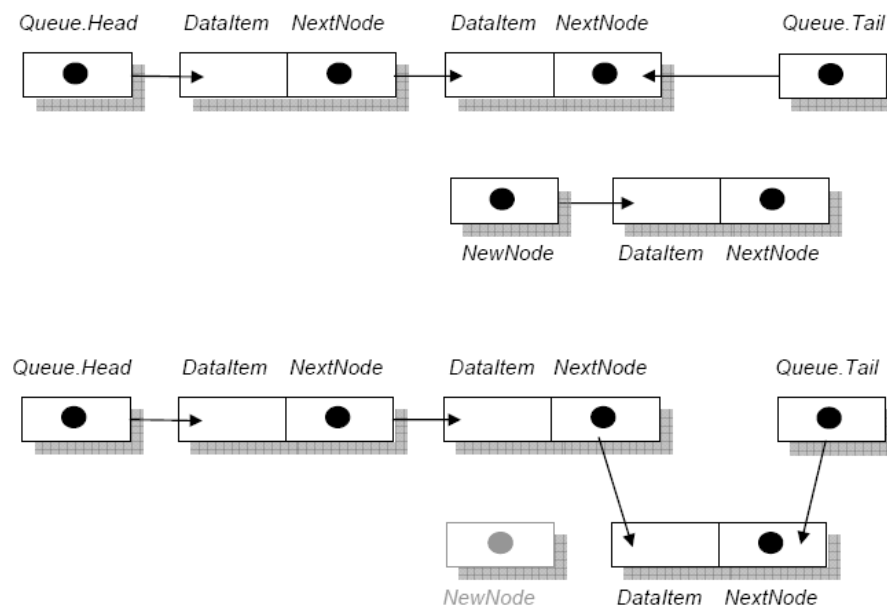 Queue.Head DataItem NextNode DataItem NextNode Queue.Tail
NewNode DataItem NextNode
Queue.Head DataItem NextNode DataItem NextNode Queue.Tail
DataItem NextNode
NewNode